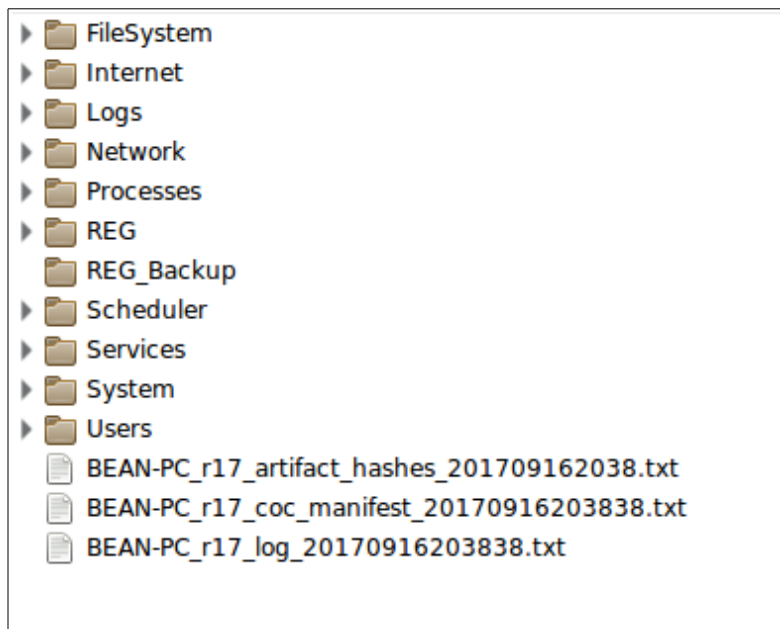 FileSystem
Internet
Logs
Network
Processes
REG
REG_Backup
Scheduler
Services
System
Users
BEAN-PC_r17_artifact_hashes_201709162038.txt
BEAN-PC_r17_coc_manifest_20170916203838.txt
BEAN-PC_r17_log_20170916203838.txt